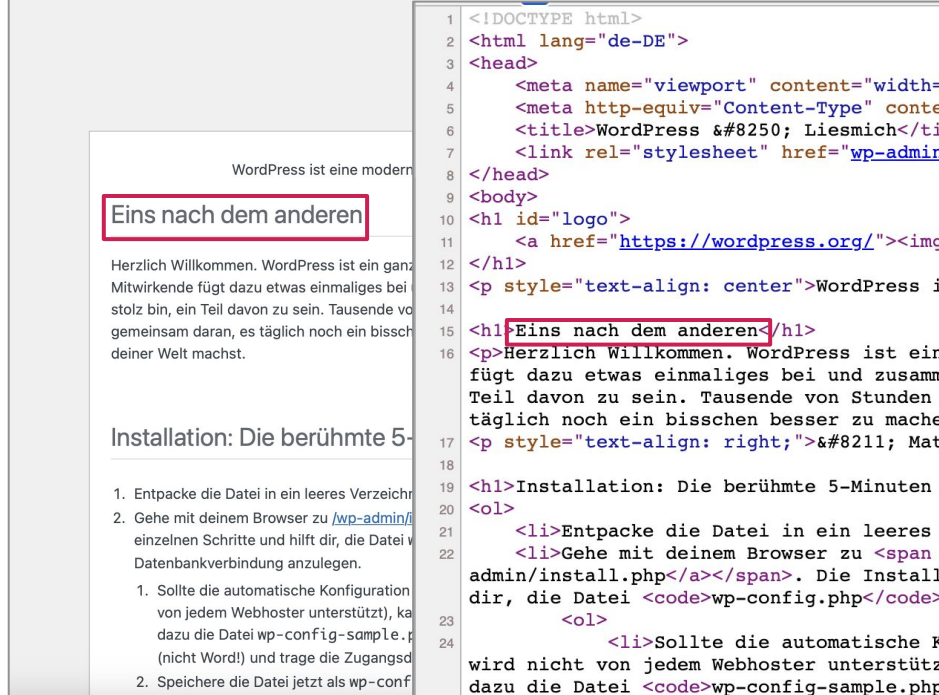 WordPress ist eine modern
Eins nach dem anderen
Herzlich Willkommen. WordPress ist ein ganz
Mitwirkende fügt dazu etwas einmaliges bei
stolz bin, ein Teil davon zu sein. Tausende vo
gemeinsam daran, es täglich noch ein bissch
deiner Welt machst.
Installation: Die berühmte 5-
1. Entpacke die Datei in ein leeres Verzeichn
2. Gehe mit deinem Browser zu /wp-admin/i
einzelnen Schritte und hilft dir, die Datei w
Datenbankverbindung anzulegen.
1. Sollte die automatische Konfiguration
von jedem Webhoster unterstützt), ka
dazu die Datei wp-config-sample.p
(nicht Word!) und trage die Zugangsd
2. Speichere die Datei jetzt als wp-conf
1 <!DOCTYPE html>
2 <html lang="de-DE">
3 <head>
4 <meta name="viewport" content="width=
5 <meta http-equiv="Content-Type" conte
6 <title>WordPress &#8250; Liesmich</ti
7 <link rel="stylesheet" href="wp-admin
8 </head>
9 <body>
10 <h1 id="logo">
11 <a href="https://wordpress.org/"><img
12 </h1>
13 <p style="text-align: center">WordPress i
14
15 <h1>Eins nach dem anderen</h1>
16 <p>Herzlich Willkommen. WordPress ist ein
fügt dazu etwas einmaliges bei und zusamm
Teil davon zu sein. Tausende von Stunden
täglich noch ein bisschen besser zu mache
17 <p style="text-align: right;">&#8211; Mat
18
19 <h1>Installation: Die berühmte 5-Minuten
20 <ol>
21 <li>Entpacke die Datei in ein leeres
22 <li>Gehe mit deinem Browser zu <span
admin/install.php</a></span>. Die Install
dir, die Datei <code>wp-config.php</code>
23 <ol>
24 <li>Sollte die automatische K
wird nicht von jedem Webhoster unterstütz
dazu die Datei <code>wp-config-sample.php